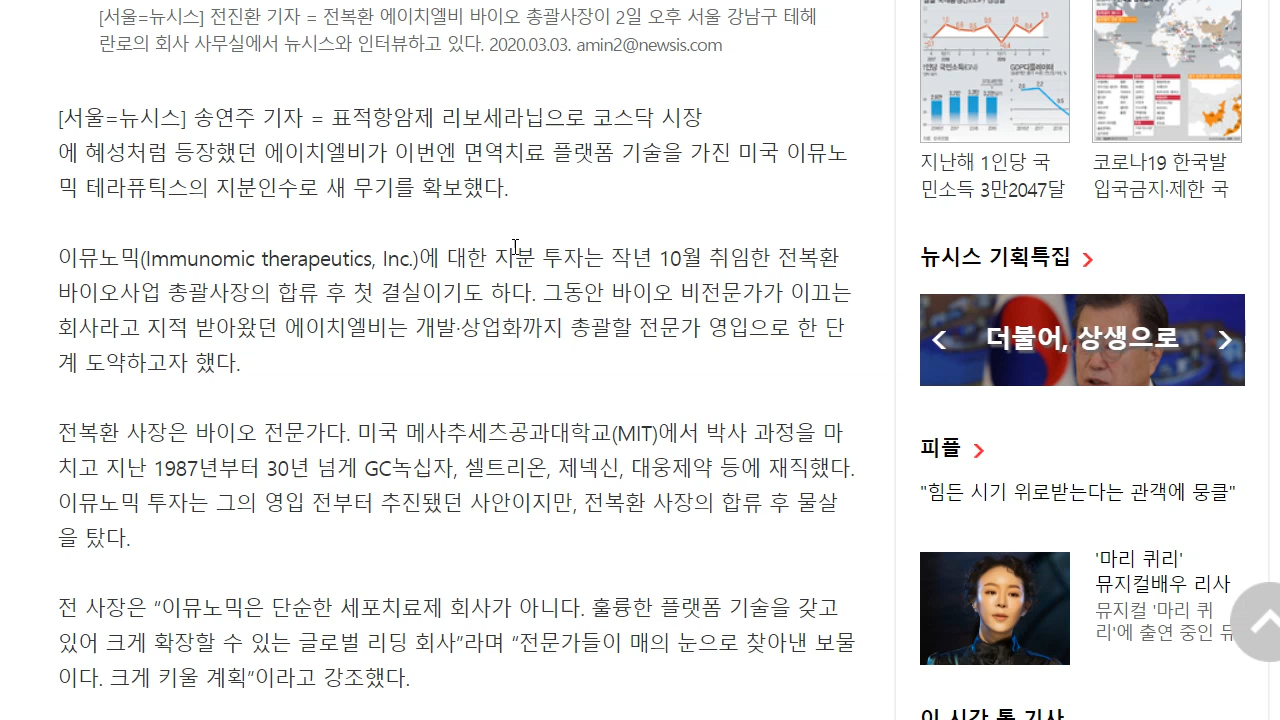 [서울=뉴시스] 전진환 기자 = 전복환 에이치엘비 바이오 총괄사장이 2일 오후 서울 강남구 테헤
란로의 회사 사무실에서 뉴시스와 인터뷰하고 있다. 2020.03.03. amin2@newsis.com
[서울=뉴시스] 송연주 기자 = 표적항암제 리보세라닙으로 코스닥 시장
에 혜성처럼 등장했던 에이치엘비가 이번엔 면역치료 플랫폼 기술을 가진 미국 이뮤노
믹 테라퓨틱스의 지분인수로 새 무기를 확보했다.
이뮤노믹(Immunomic therapeutics, Inc.)에 대한 지분 투자는 작년 10월 취임한 전복환
바이오사업 총괄사장의 합류 후 첫 결실이기도 하다. 그동안 바이오 비전문가가 이끄는
회사라고 지적 받아왔던 에이치엘비는 개발·상업화까지 총괄할 전문가 영입으로 한 단
계 도약하고자 했다.
전복환 사장은 바이오 전문가다. 미국 메사추세츠공과대학교(MIT)에서 박사 과정을 마
치고 지난 1987년부터 30년 넘게 GC녹십자, 셀트리온, 제넥신, 대웅제약 등에 재직했다.
이뮤노믹 투자는 그의 영입 전부터 추진됐던 사안이지만, 전복환 사장의 합류 후 물살
을 탔다.
전 사장은 “이뮤노믹은 단순한 세포치료제 회사가 아니다. 훌륭한 플랫폼 기술을 갖고
있어 크게 확장할 수 있는 글로벌 리딩 회사”라며 “전문가들이 매의 눈으로 찾아낸 보물
이다. 크게 키울 계획”이라고 강조했다.
1인당 국민소득(GNI)
GDP디플레이터
지난해 1인당 국
민소득 3만2047달
코로나19 한국발
입국금지·제한 국
뉴시스 기획특집
더불어, 상생으로
피플
"힘든 시기 위로받는다는 관객에 뭉클"
'마리 퀴리'
뮤지컬배우 리사
뮤지컬 '마리 퀴
리'에 출연 중인 뮤
이 시간 톱 기사